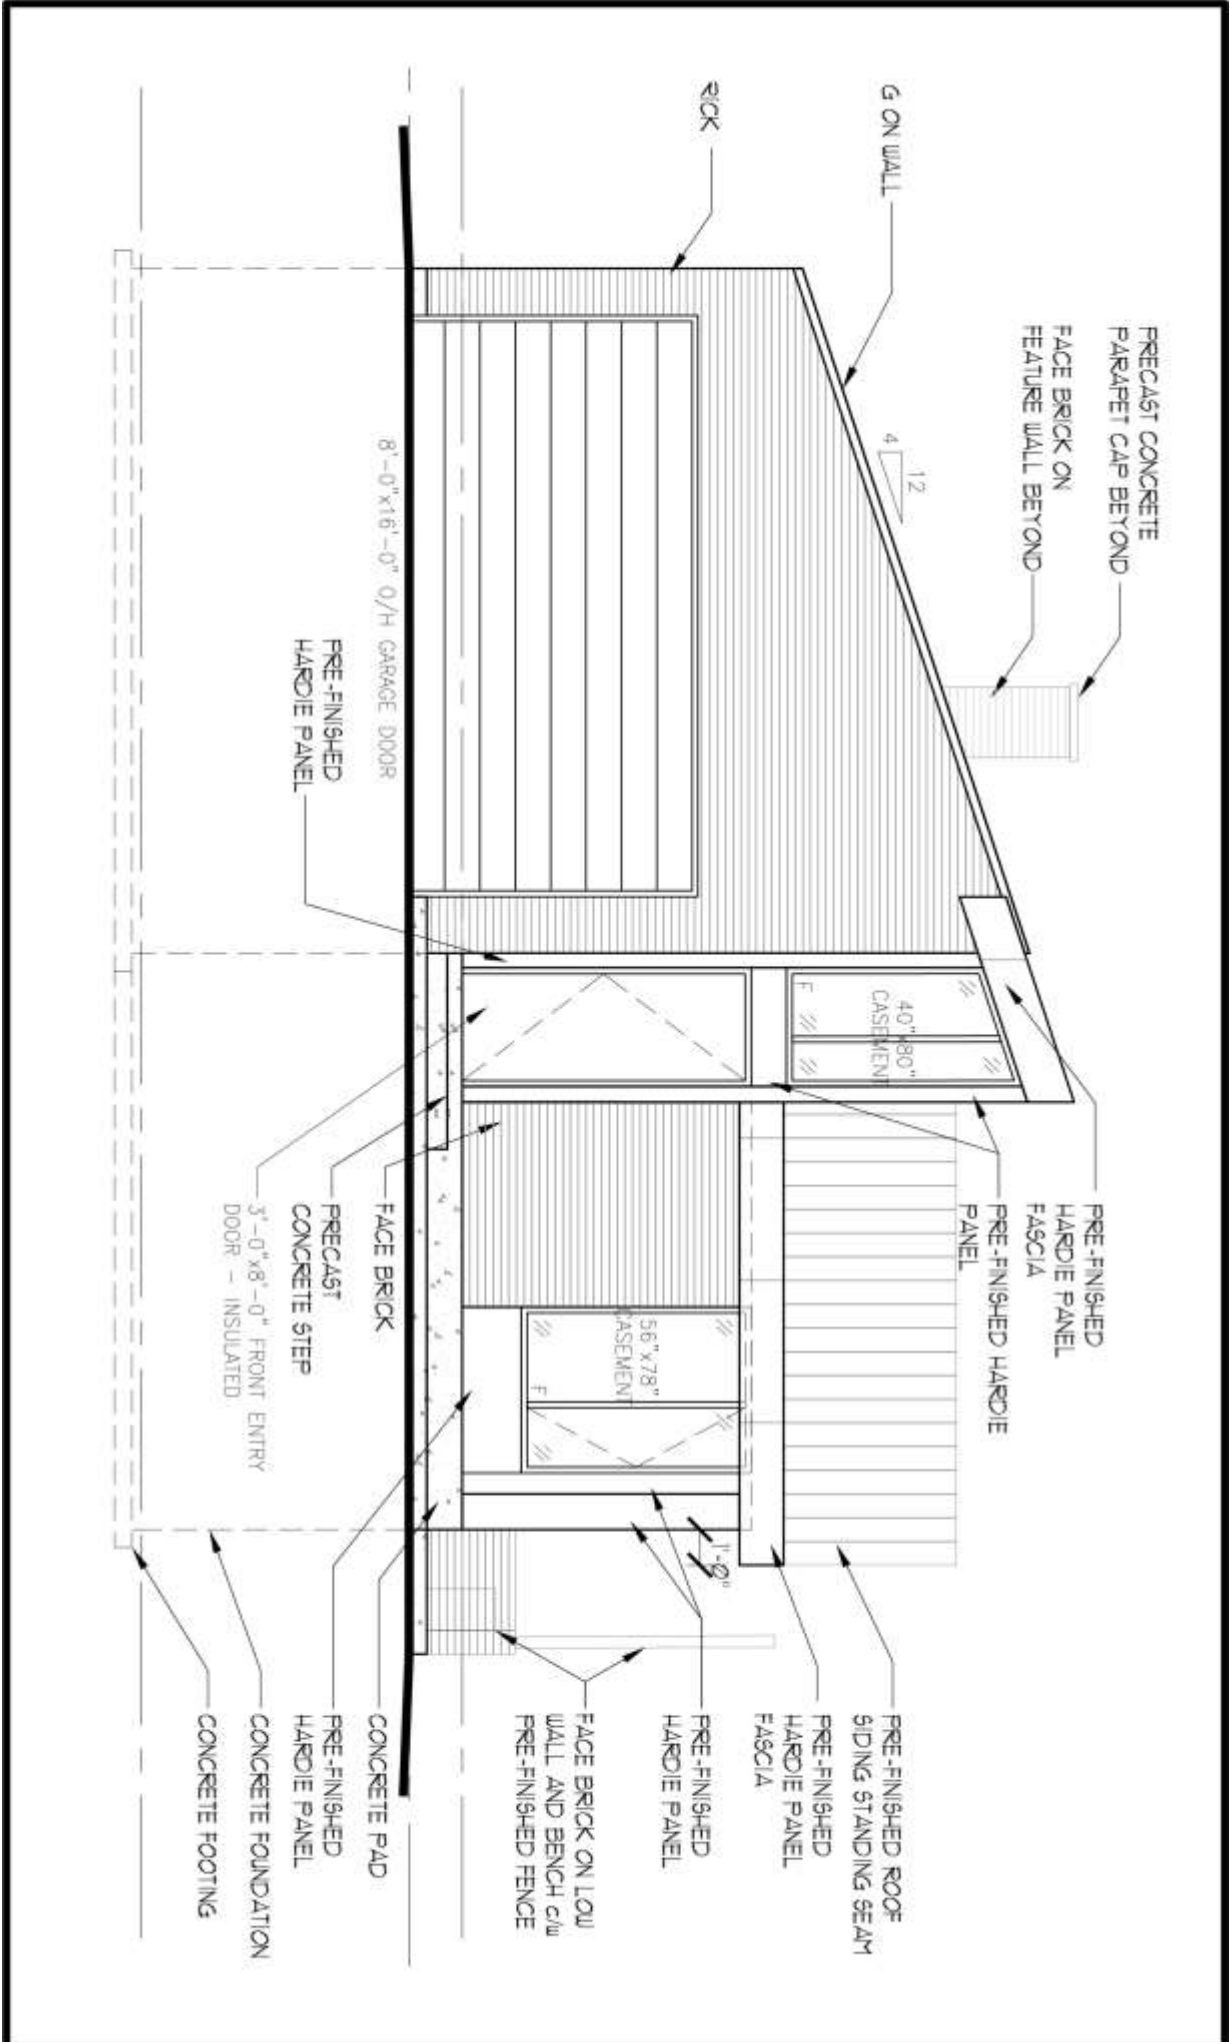 PRECAST CONCRETE
PARAPET CAP BEYOND
FACE BRICK ON
FEATURE WALL BEYOND
G ON WALL
12
4
RICK
8'-0"x16'-0" O/H GARAGE DOOR
PRE-FINISHED
HARDIE PANEL
40"x80"
CASEMENT
F
PRE-FINISHED
HARDIE PANEL
FASCIA
PRE-FINISHED HARDIE
PANEL
56"x78"
CASEMENT
F
FACE BRICK
PRECAST
CONCRETE STEP
3'-0"x8'-0" FRONT ENTRY
DOOR - INSULATED
1'-0"
PRE-FINISHED ROOF
SIDING STANDING SEAM
PRE-FINISHED
HARDIE PANEL
FASCIA
PRE-FINISHED
HARDIE PANEL
FACE BRICK ON LOW
WALL AND BENCH c/w
PRE-FINISHED FENCE
CONCRETE PAD
PRE-FINISHED
HARDIE PANEL
CONCRETE FOUNDATION
CONCRETE FOOTING